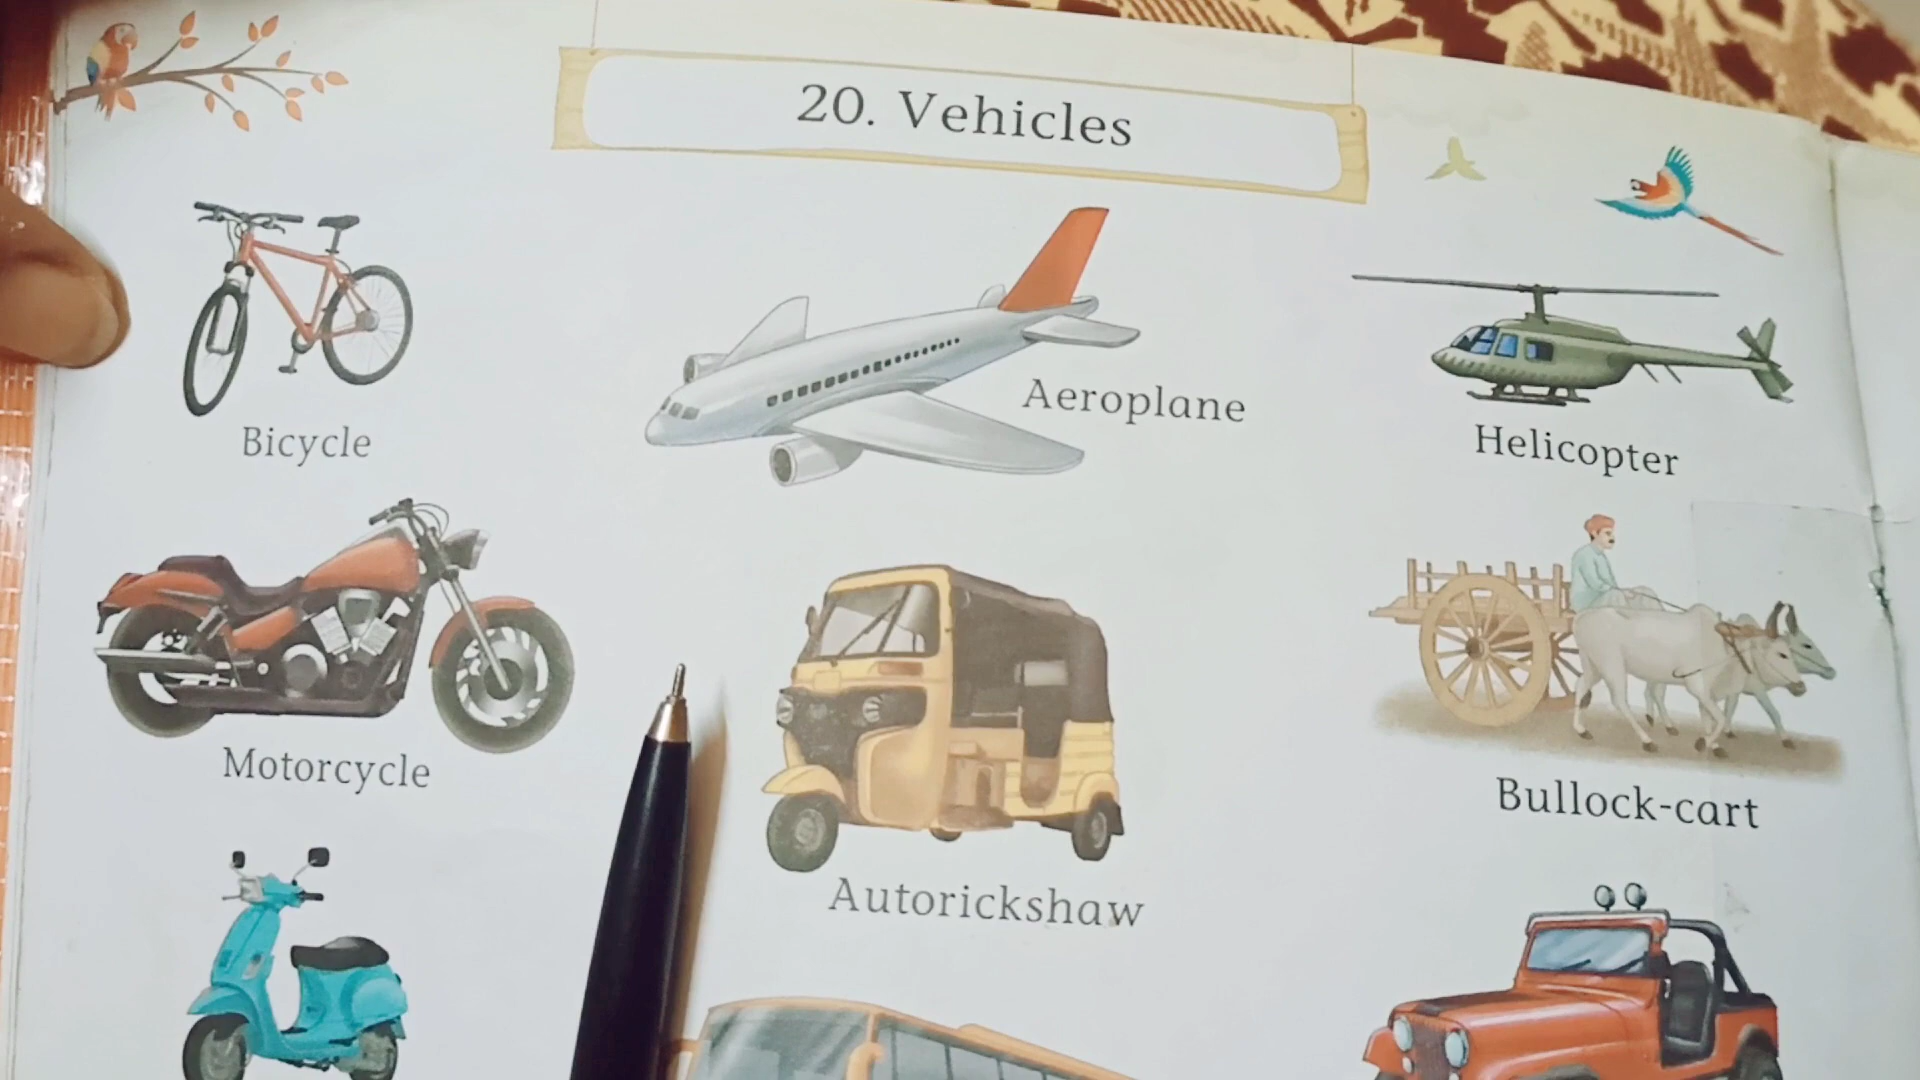 20. Vehicles
Bicycle
Aeroplane
Helicopter
Motorcycle
Autorickshaw
Bullock-cart